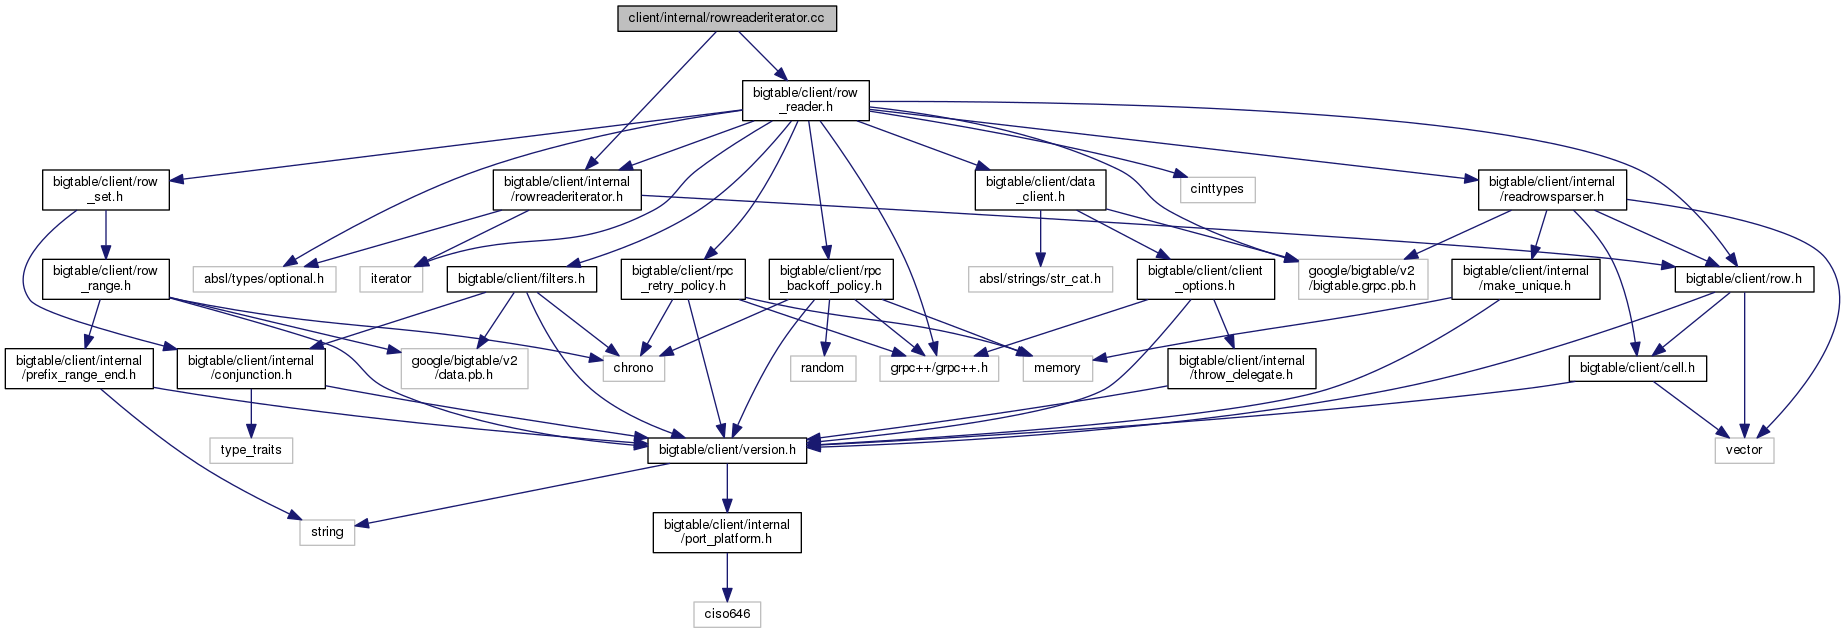 client/internal/rowreaderiterator.cc
bigtable/client/row
_reader.h
bigtable/client/row
_set.h
bigtable/client/internal
/rowreaderiterator.h
bigtable/client/data
_client.h
cinttypes
bigtable/client/internal
/readrowsparser.h
bigtable/client/row
_range.h
absl/types/optional.h
iterator
bigtable/client/filters.h
bigtable/client/rpc
_retry_policy.h
bigtable/client/rpc
_backoff_policy.h
absl/strings/str_cat.h
bigtable/client/client
_options.h
google/bigtable/v2
/bigtable.grpc.pb.h
bigtable/client/internal
/make_unique.h
bigtable/client/row.h
bigtable/client/internal
/prefix_range_end.h
bigtable/client/internal
/conjunction.h
google/bigtable/v2
/data.pb.h
chrono
random
grpc++/grpc++.h
memory
bigtable/client/internal
/throw_delegate.h
bigtable/client/cell.h
type_traits
bigtable/client/version.h
vector
string
bigtable/client/internal
/port_platform.h
ciso646